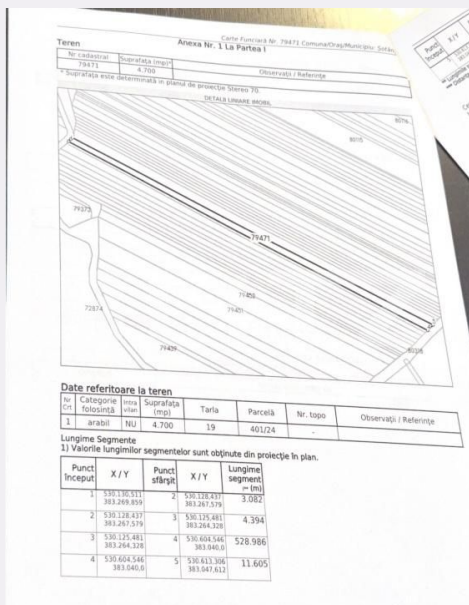 Carte Funciară Nr. 79471 Comuna/Oraș/Municipiu:
Teren
Anexa Nr. 1 La Partea I
Nr cadastral Suprafața (mp)* Observații / Referințe
79471 4.700
* Suprafața este determinată in planul de proiecție Stereo 70.
DETALII LINIARE IMOBIL
79471
79372
72874
79450
79451
79439
Date referitoare la teren
Nr Crt Categorie folosință Intra vilan Suprafața (mp) Tarla Parcelă Nr. topo Observații / Referințe
1 arabil NU 4.700 19 401/24 -
Lungime Segmente
1) Valorile lungimilor segmentelor sunt obținute din proiecție în plan.
Punct început X / Y Punct sfârșit X / Y Lungime segment (m)
1 530.130,511 2 530.128,437 3.082
383.269,859 383.267,579
2 530.128,437 3 530.125,481 4.394
383.267,579 383.264,328
3 530.125,481 4 530.604,546 528.986
383.264,328 383.040,0
4 530.604,546 5 530.613,306 11.605
383.040,0 383.047,612
Punct început X / Y